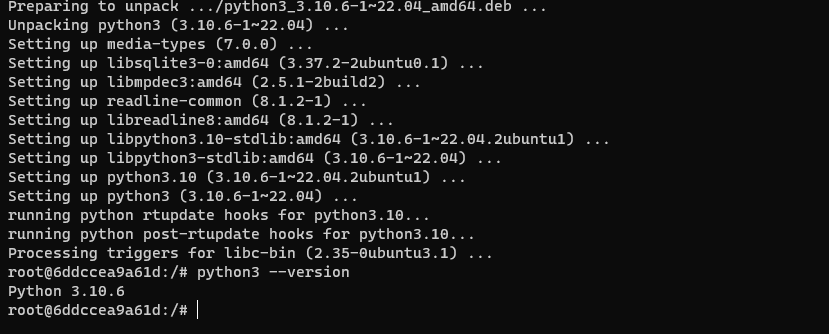 Preparing to unpack .../python3_3.10.6-1~22.04_amd64.deb ...
Unpacking python3 (3.10.6-1~22.04) ...
Setting up media-types (7.0.0) ...
Setting up libsqlite3-0:amd64 (3.37.2-2ubuntu0.1) ...
Setting up libmpdec3:amd64 (2.5.1-2build2) ...
Setting up readline-common (8.1.2-1) ...
Setting up libreadline8:amd64 (8.1.2-1) ...
Setting up libpython3.10-stdlib:amd64 (3.10.6-1~22.04.2ubuntu1) ...
Setting up libpython3-stdlib:amd64 (3.10.6-1~22.04) ...
Setting up python3.10 (3.10.6-1~22.04.2ubuntu1) ...
Setting up python3 (3.10.6-1~22.04) ...
running python rtupdate hooks for python3.10...
running python post-rtupdate hooks for python3.10...
Processing triggers for libc-bin (2.35-0ubuntu3.1) ...
root@6ddccea9a61d:/# python3 --version
Python 3.10.6
root@6ddccea9a61d:/#